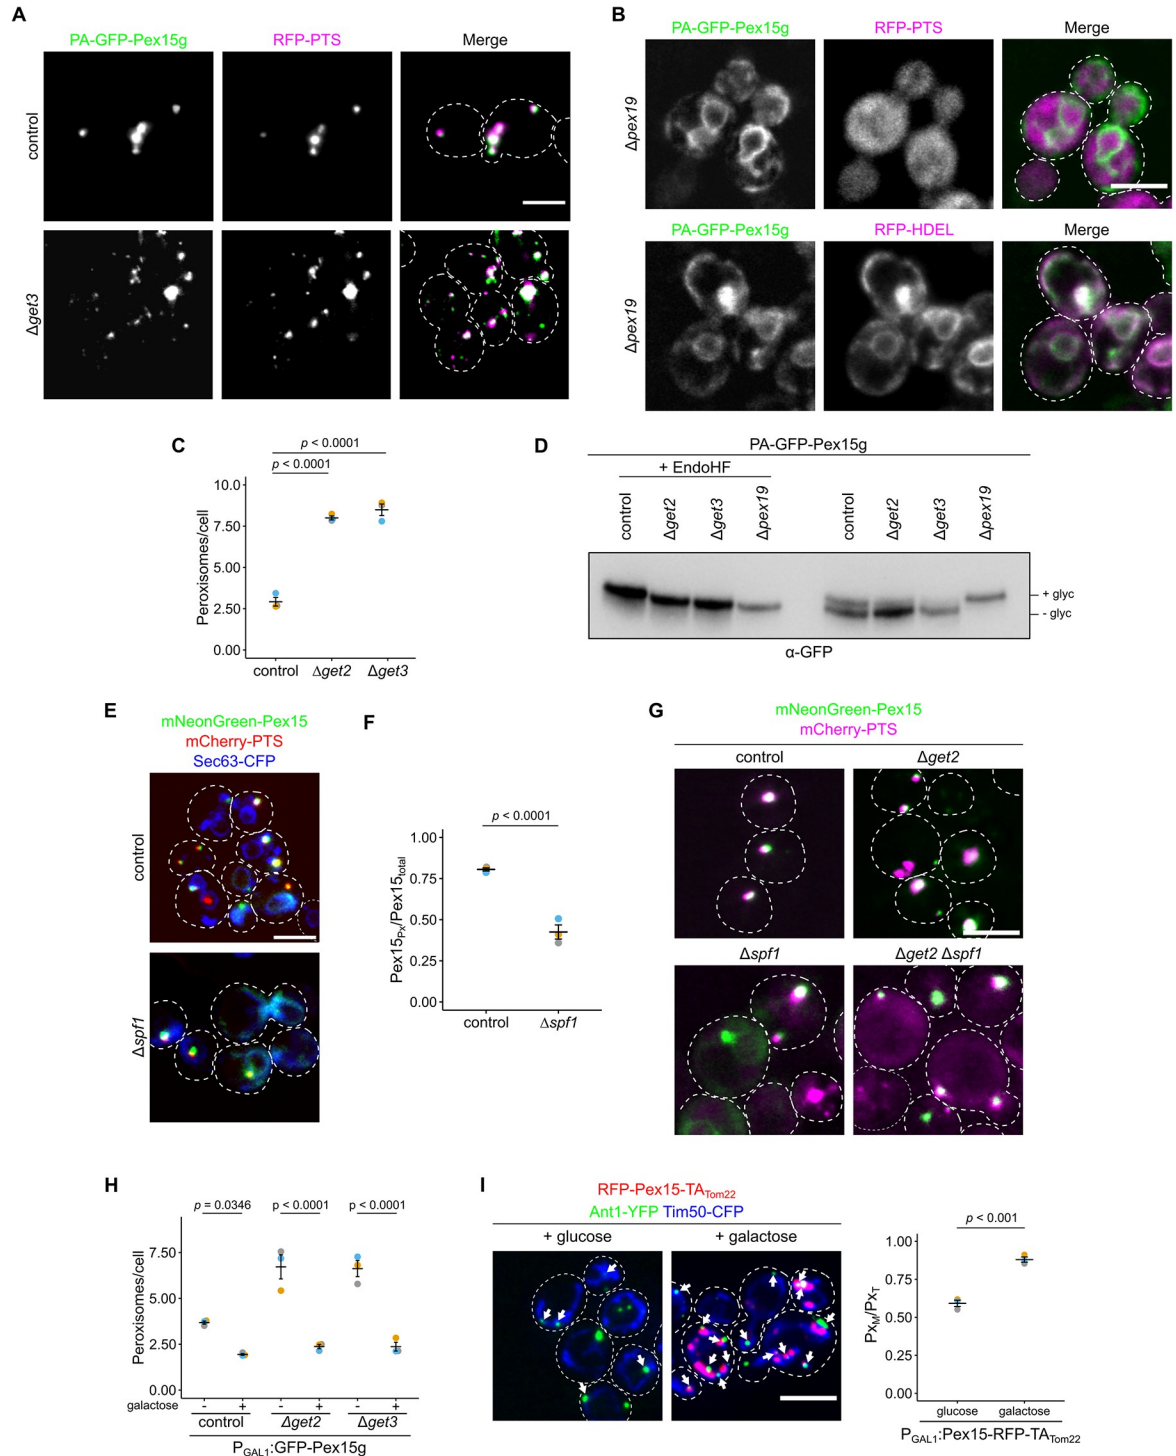 A
PA-GFP-Pex15g
RFP-PTS
Merge
control
Δget3
B
PA-GFP-Pex15g
RFP-PTS
Merge
Δpex19
PA-GFP-Pex15g
RFP-HDEL
Merge
Δpex19
C
p < 0.0001
p < 0.0001
Peroxisomes/cell
10.0
7.50
5.00
2.50
0.00
control
Δget2
Δget3
D
PA-GFP-Pex15g
+ EndoHF
control
Δget2
Δget3
Δpex19
control
Δget2
Δget3
Δpex19
+ glyc
- glyc
α-GFP
E
mNeonGreen-Pex15
mCherry-PTS
Sec63-CFP
control
Δspf1
F
p < 0.0001
Pex15Px/Pex15total
1.00
0.75
0.50
0.25
0.00
control
Δspf1
G
mNeonGreen-Pex15
mCherry-PTS
control
Δget2
Δspf1
Δget2 Δspf1
H
p = 0.0346
p < 0.0001
p < 0.0001
Peroxisomes/cell
7.50
5.00
2.50
0.00
galactose
- + - + - +
control
Δget2
Δget3
PGAL1:GFP-Pex15g
I
RFP-Pex15-TATom22
Ant1-YFP Tim50-CFP
+ glucose
+ galactose
p < 0.001
PxM/PxT
1.00
0.75
0.50
0.25
0.00
glucose
galactose
PGAL1:Pex15-RFP-TATom22